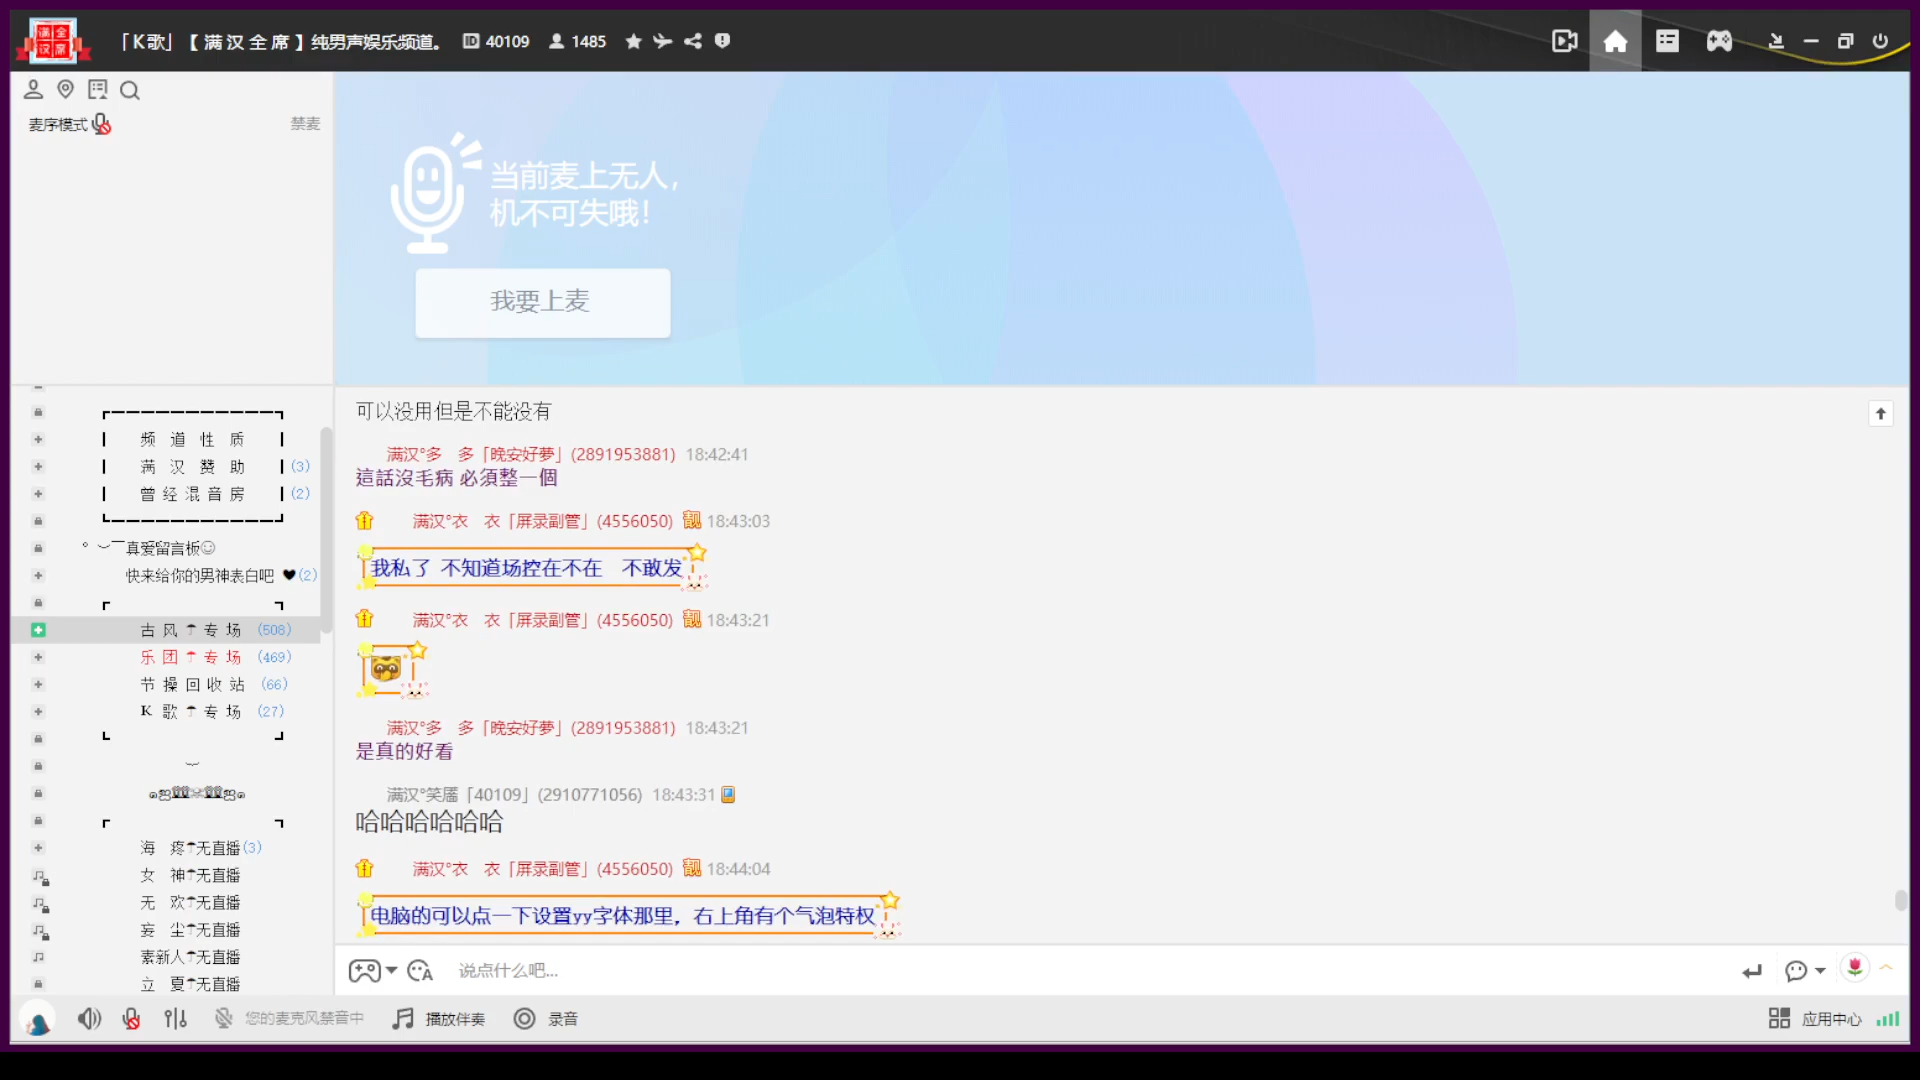 满汉全席
「K歌」【 满 汉 全 席 】纯男声娱乐频道。 ID 40109 1485
麦序模式 禁麦
当前麦上无人，
机不可失哦！
我要上麦
频 道 性 质
满 汉 赞 助 (3)
曾 经 混 音 房 (2)
真爱留言板
快来给你的男神表白吧 ♥(2)
古 风 ☂ 专 场 (508)
乐 团 ☂ 专 场 (469)
节 操 回 收 站 (66)
K 歌 ☂ 专 场 (27)
海 疼☂无直播(3)
女 神☂无直播
无 欢☂无直播
妄 尘☂无直播
素新人☂无直播
立 夏☂无直播
可以没用但是不能没有
满汉°多 多「晚安好夢」(2891953881) 18:42:41
這話沒毛病 必須整一個
满汉°衣 衣「屏录副管」(4556050) 靓 18:43:03
我私了 不知道场控在不在 不敢发
满汉°衣 衣「屏录副管」(4556050) 靓 18:43:21
满汉°多 多「晚安好夢」(2891953881) 18:43:21
是真的好看
满汉°笑靥「40109」(2910771056) 18:43:31
哈哈哈哈哈哈
满汉°衣 衣「屏录副管」(4556050) 靓 18:44:04
电脑的可以点一下设置yy字体那里，右上角有个气泡特权
说点什么吧...
您的麦克风禁音中 播放伴奏 录音 应用中心